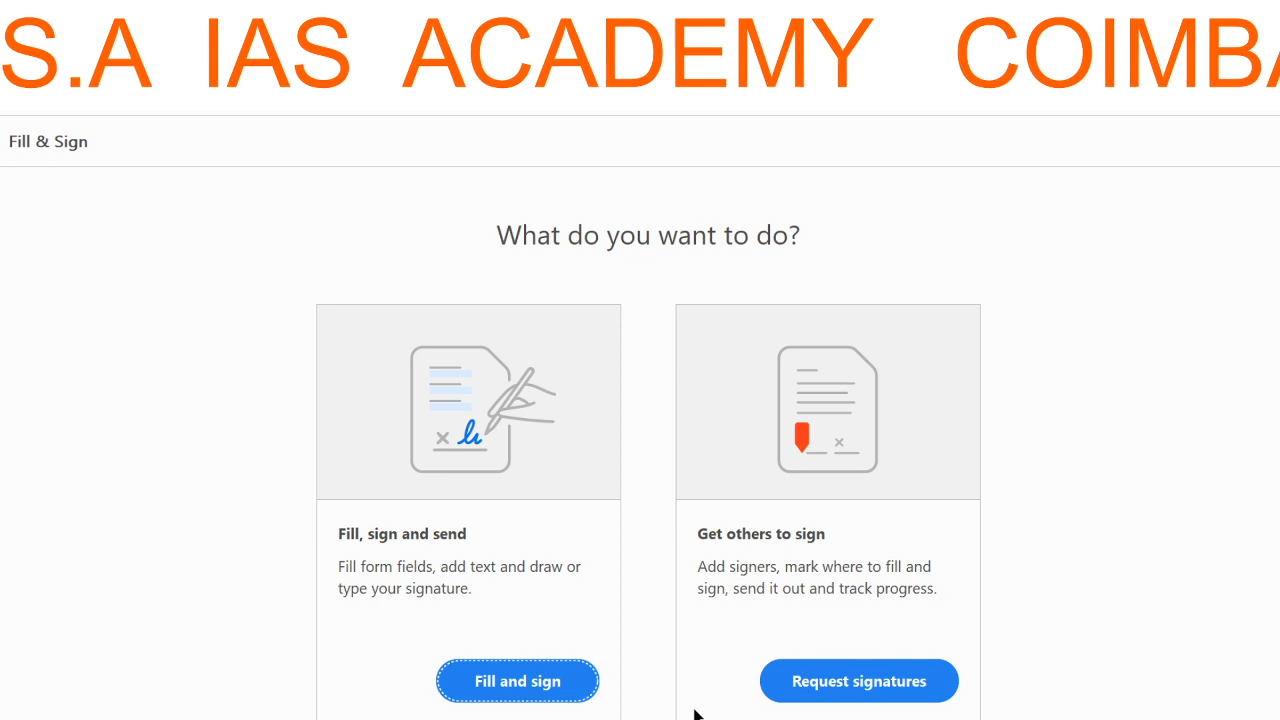 S.A IAS ACADEMY COIMBA
Fill & Sign
What do you want to do?
Fill, sign and send
Fill form fields, add text and draw or
type your signature.
Fill and sign
Get others to sign
Add signers, mark where to fill and
sign, send it out and track progress.
Request signatures